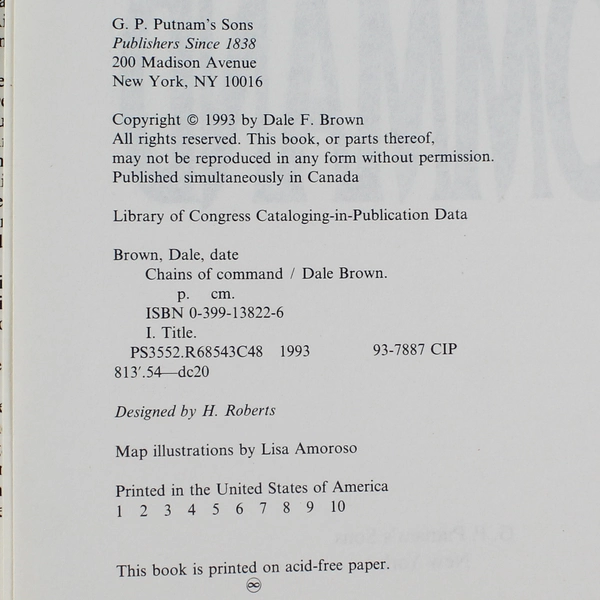 G. P. Putnam's Sons
Publishers Since 1838
200 Madison Avenue
New York, NY 10016
Copyright © 1993 by Dale F. Brown
All rights reserved. This book, or parts thereof,
may not be reproduced in any form without permission.
Published simultaneously in Canada
Library of Congress Cataloging-in-Publication Data
Brown, Dale, date
Chains of command / Dale Brown.
p. cm.
ISBN 0-399-13822-6
I. Title.
PS3552.R68543C48 1993 93-7887 CIP
813'.54—dc20
Designed by H. Roberts
Map illustrations by Lisa Amoroso
Printed in the United States of America
1 2 3 4 5 6 7 8 9 10
This book is printed on acid-free paper.